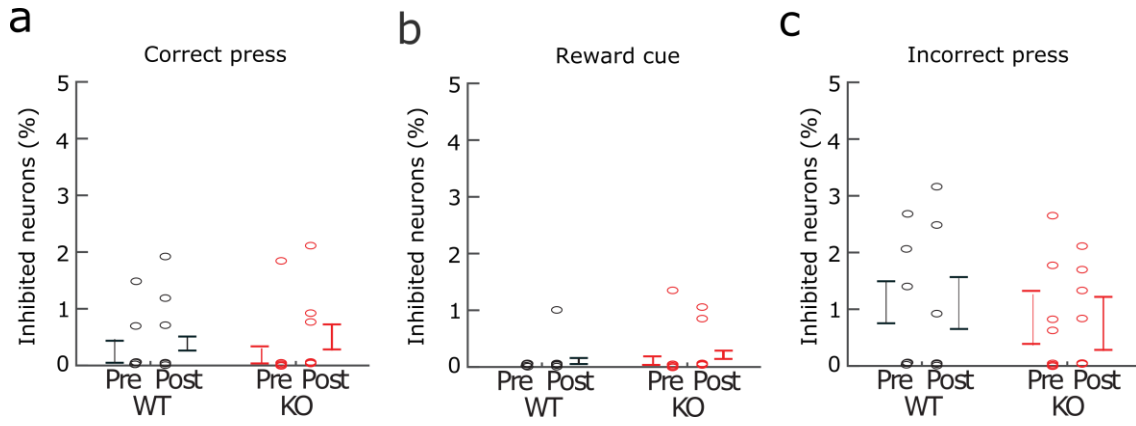 a
Correct press
Inhibited neurons (%)
5
4
3
2
1
0
Pre Post Pre Post
WT KO
b
Reward cue
Inhibited neurons (%)
5
4
3
2
1
0
Pre Post Pre Post
WT KO
c
Incorrect press
Inhibited neurons (%)
5
4
3
2
1
0
Pre Post Pre Post
WT KO